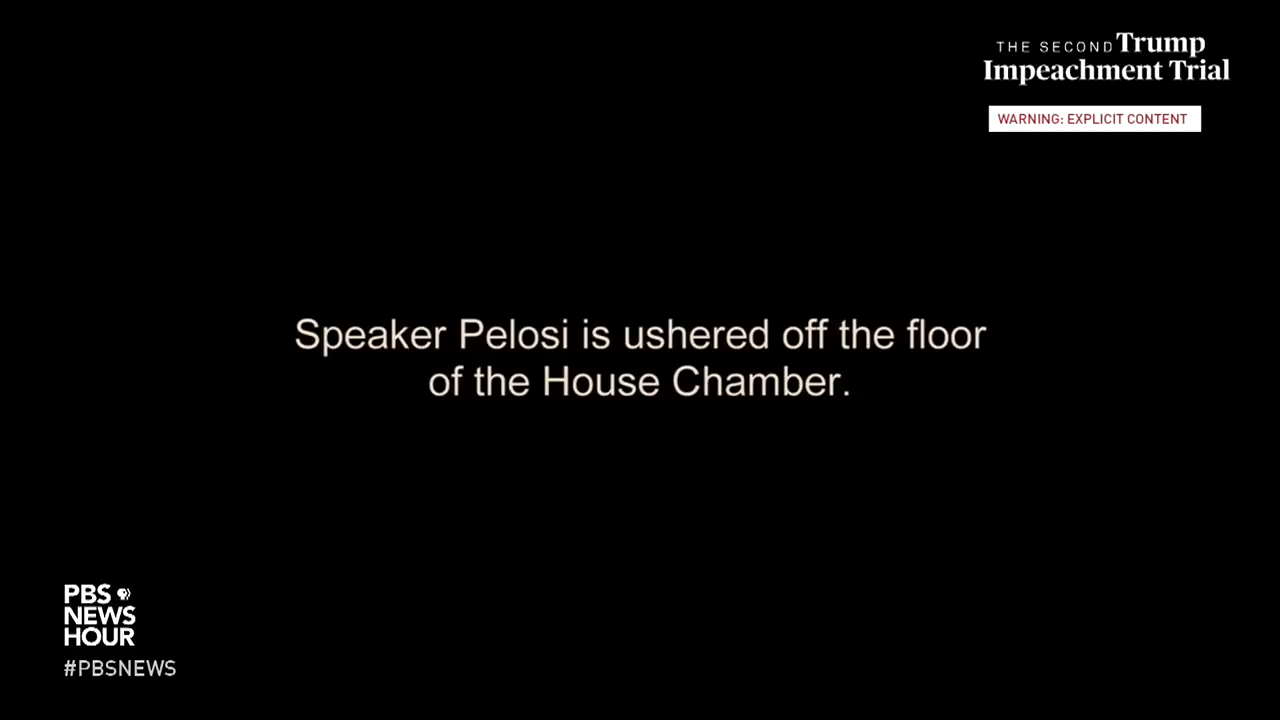 THE SECOND Trump
Impeachment Trial
WARNING: EXPLICIT CONTENT
Speaker Pelosi is ushered off the floor
of the House Chamber.
PBS
NEWS
HOUR
#PBSNEWS